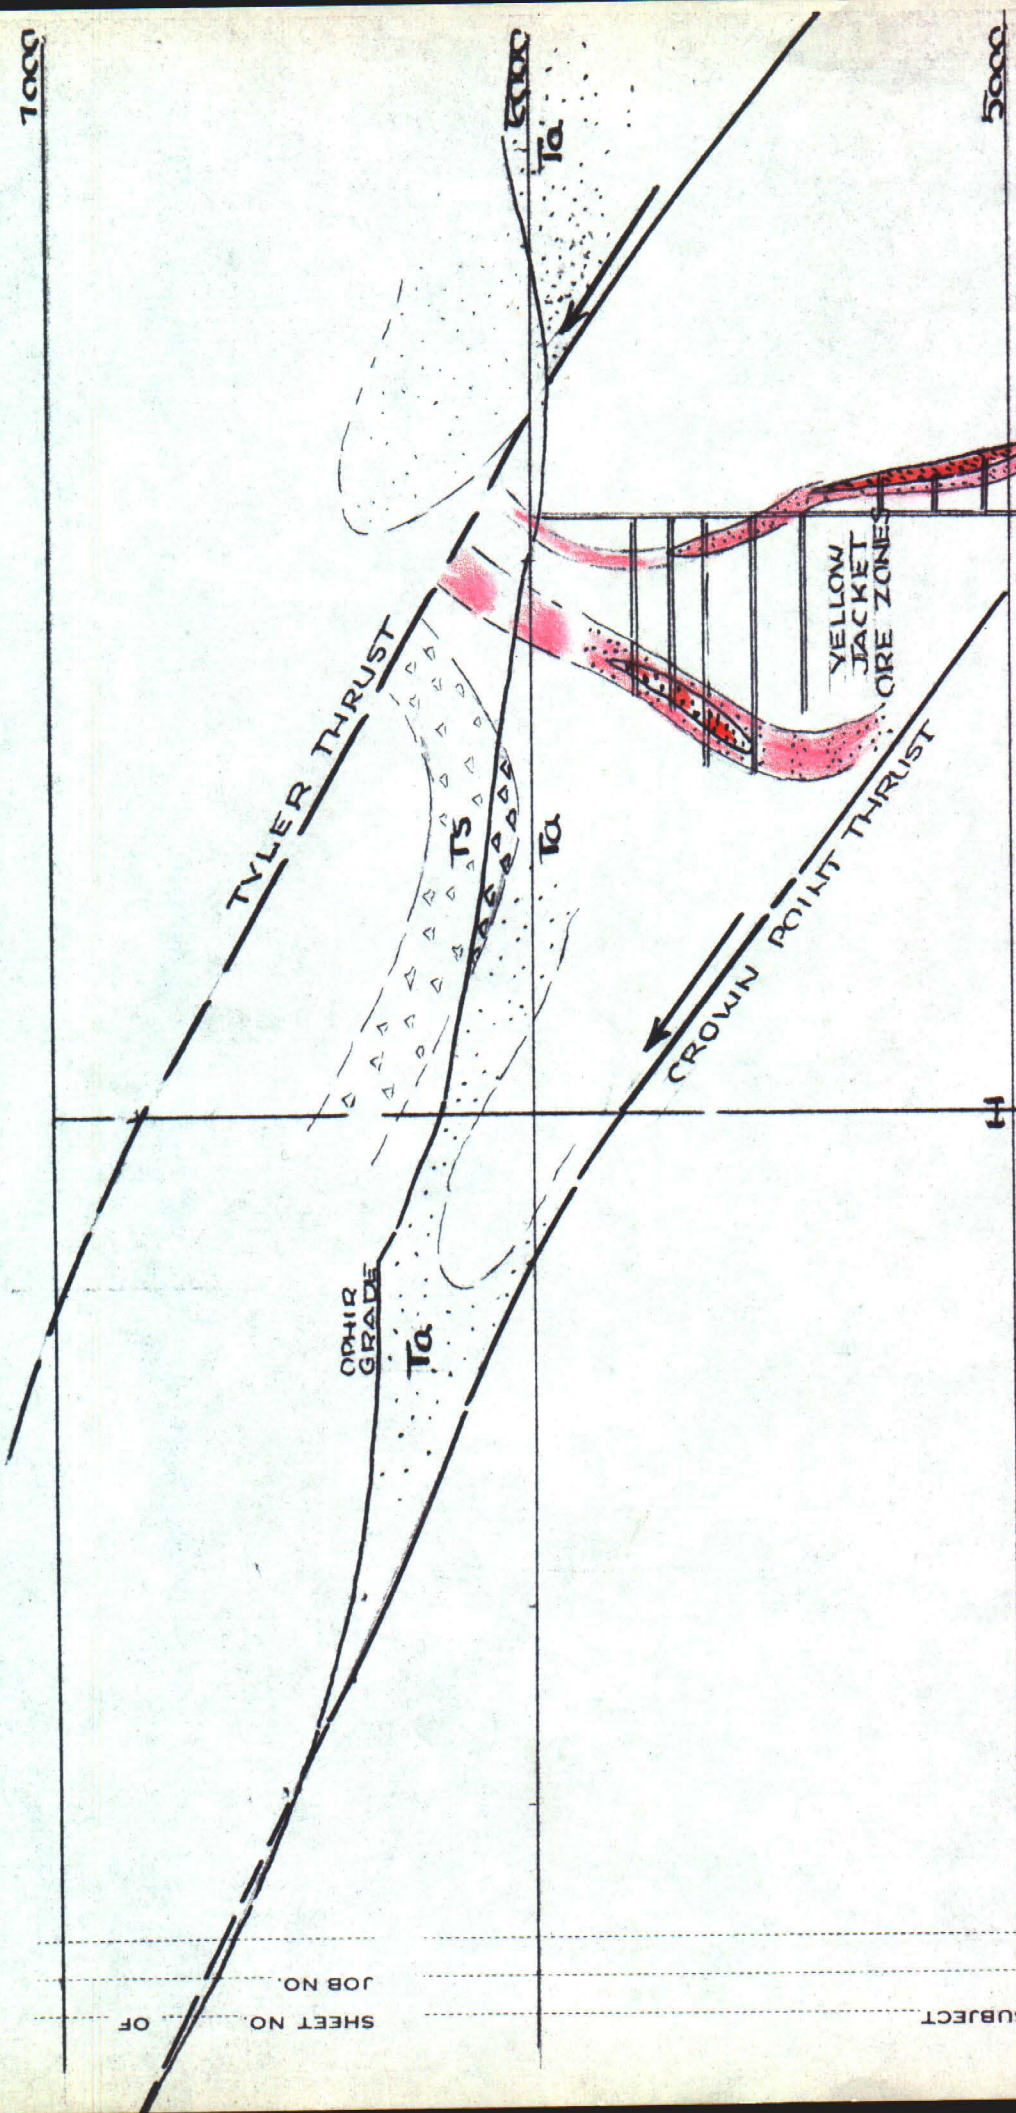 7000
6000
5000
Ta
TYLER THRUST
YELLOW
JACKET
ORE ZONES
TS
Ta
CROWN POINT THRUST
H
OPHIR
GRADE
Ta
SUBJECT
SHEET NO. OF
JOB NO.